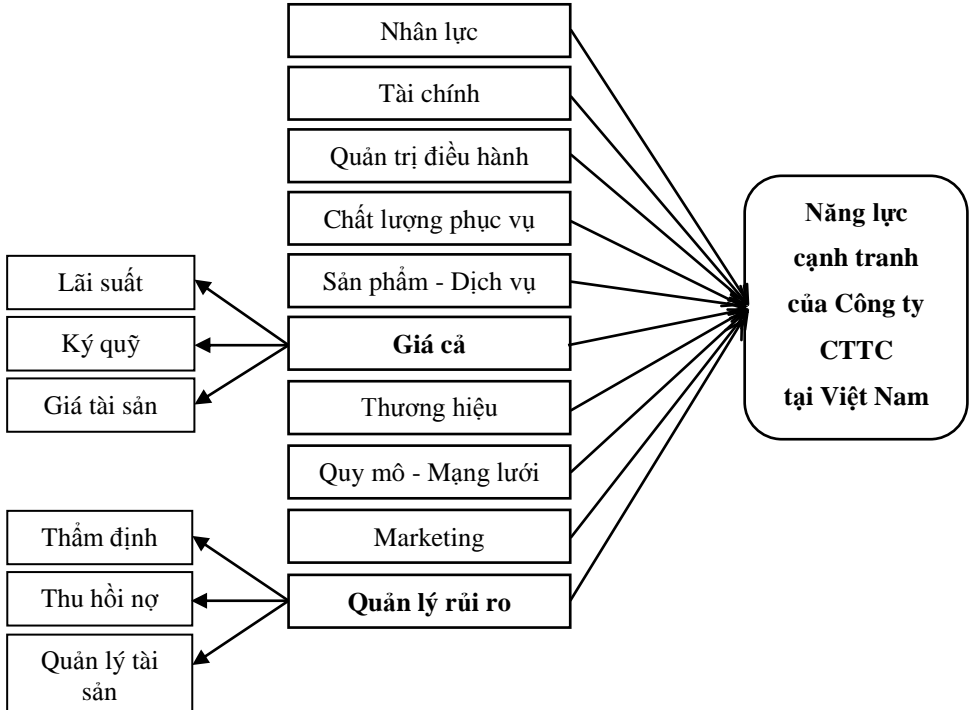 Nhân lực
Tài chính
Quản trị điều hành
Chất lượng phục vụ
Sản phẩm - Dịch vụ
Giá cả
Thương hiệu
Quy mô - Mạng lưới
Marketing
Quản lý rủi ro
Lãi suất
Ký quỹ
Giá tài sản
Thẩm định
Thu hồi nợ
Quản lý tài
sản
Năng lực
cạnh tranh
của Công ty
CTTC
tại Việt Nam